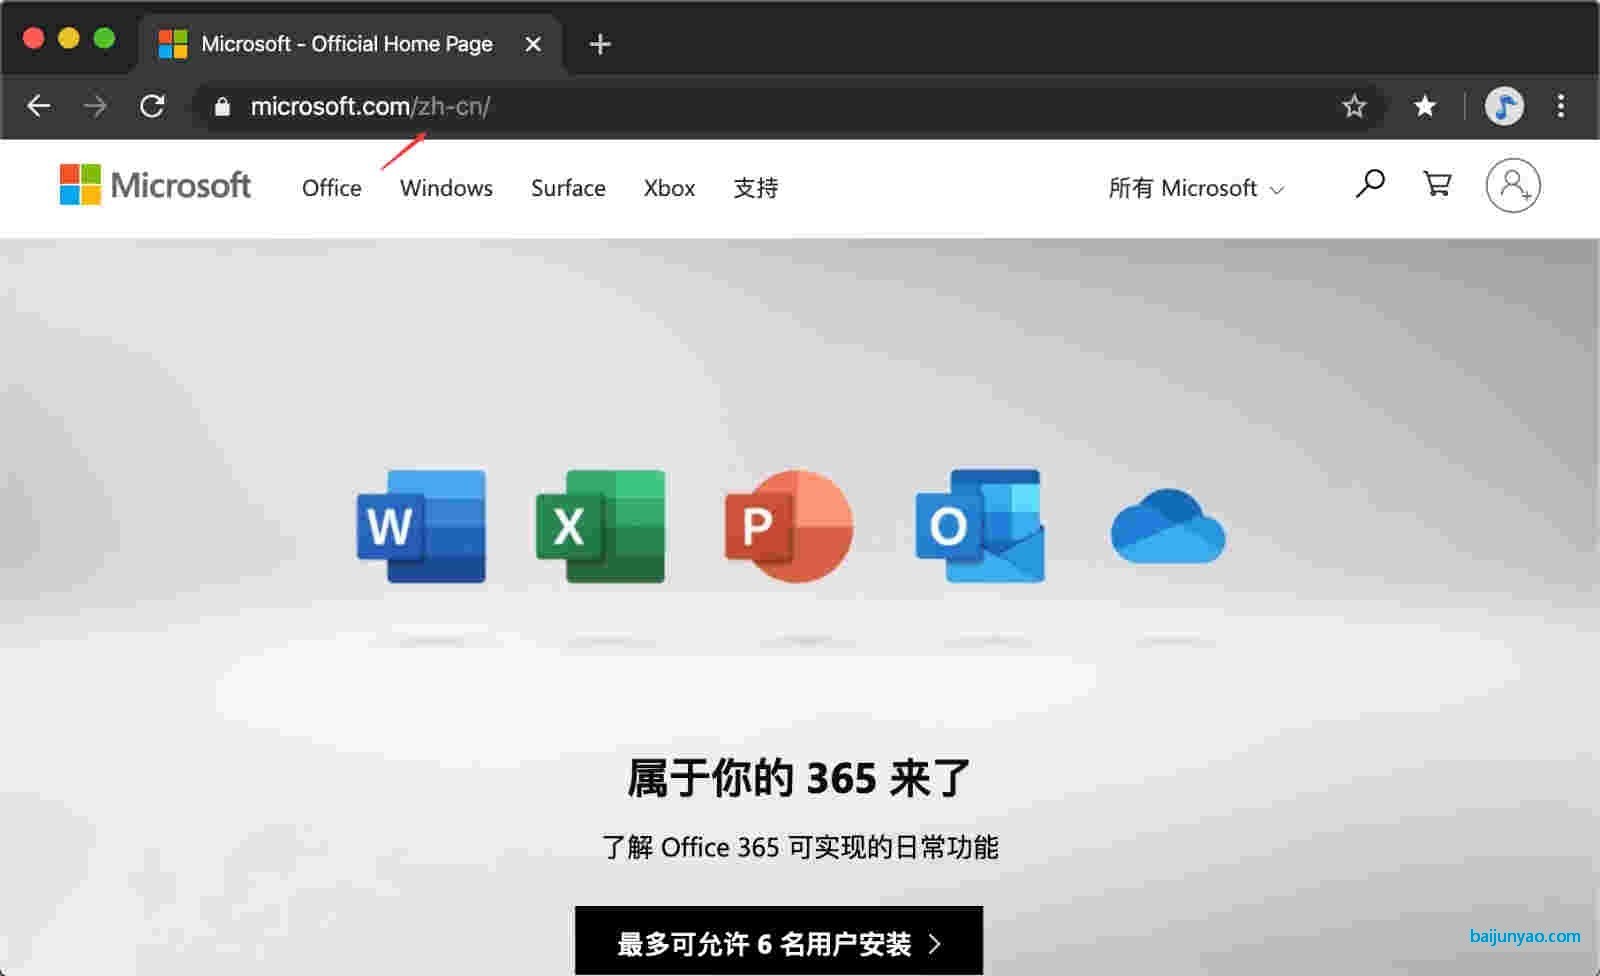 Microsoft - Official Home Page
microsoft.com/zh-cn/
Microsoft Office Windows Surface Xbox 支持 所有 Microsoft
W X P O
属于你的 365 来了
了解 Office 365 可实现的日常功能
最多可允许 6 名用户安装
baijunyao.com